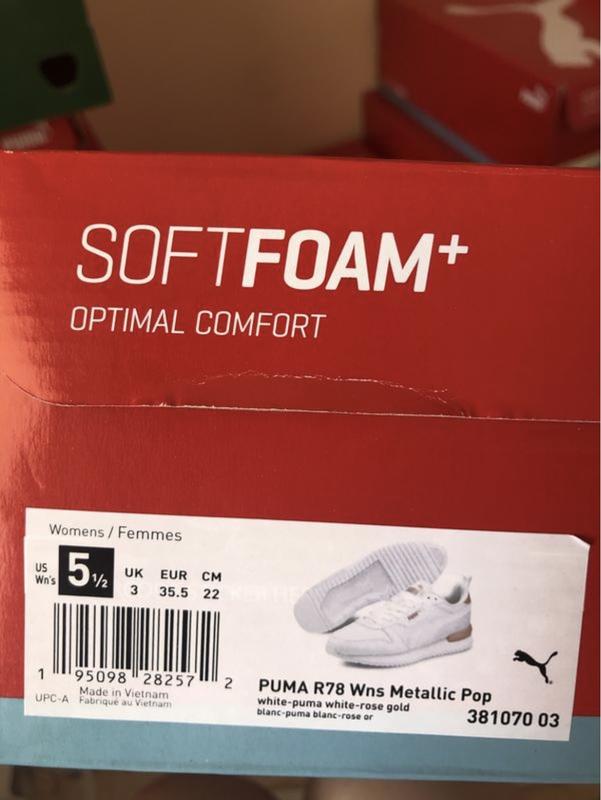 SOFTFOAM+
OPTIMAL COMFORT
Womens / Femmes
US Wn's 5 1/2
UK 3
EUR 35.5
CM 22
1 95098 28257 2
UPC-A
Made in Vietnam
Fabriqué au Vietnam
PUMA R78 Wns Metallic Pop
white-puma white-rose gold
blanc-puma blanc-rose or
381070 03